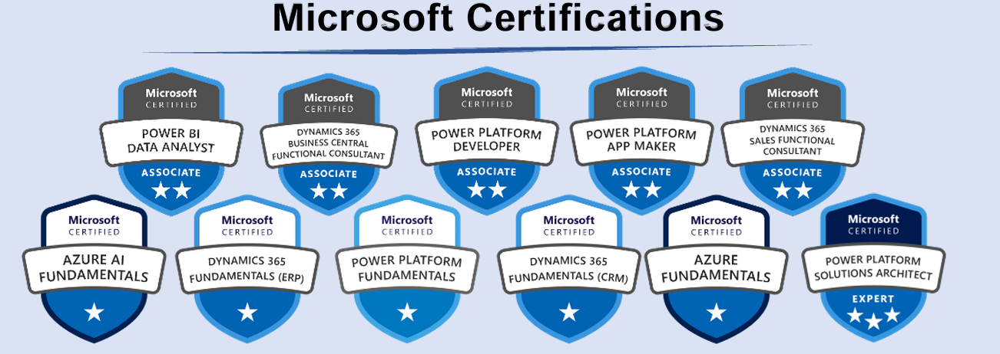 Microsoft Certifications
Microsoft
CERTIFIED
POWER BI
DATA ANALYST
ASSOCIATE
Microsoft
CERTIFIED
DYNAMICS 365
BUSINESS CENTRAL
FUNCTIONAL CONSULTANT
ASSOCIATE
Microsoft
CERTIFIED
POWER PLATFORM
DEVELOPER
ASSOCIATE
Microsoft
CERTIFIED
POWER PLATFORM
APP MAKER
ASSOCIATE
Microsoft
CERTIFIED
DYNAMICS 365
SALES FUNCTIONAL
CONSULTANT
ASSOCIATE
Microsoft
CERTIFIED
AZURE AI
FUNDAMENTALS
Microsoft
CERTIFIED
DYNAMICS 365
FUNDAMENTALS (ERP)
Microsoft
CERTIFIED
POWER PLATFORM
FUNDAMENTALS
Microsoft
CERTIFIED
DYNAMICS 365
FUNDAMENTALS (CRM)
Microsoft
CERTIFIED
AZURE
FUNDAMENTALS
Microsoft
CERTIFIED
POWER PLATFORM
SOLUTIONS ARCHITECT
EXPERT